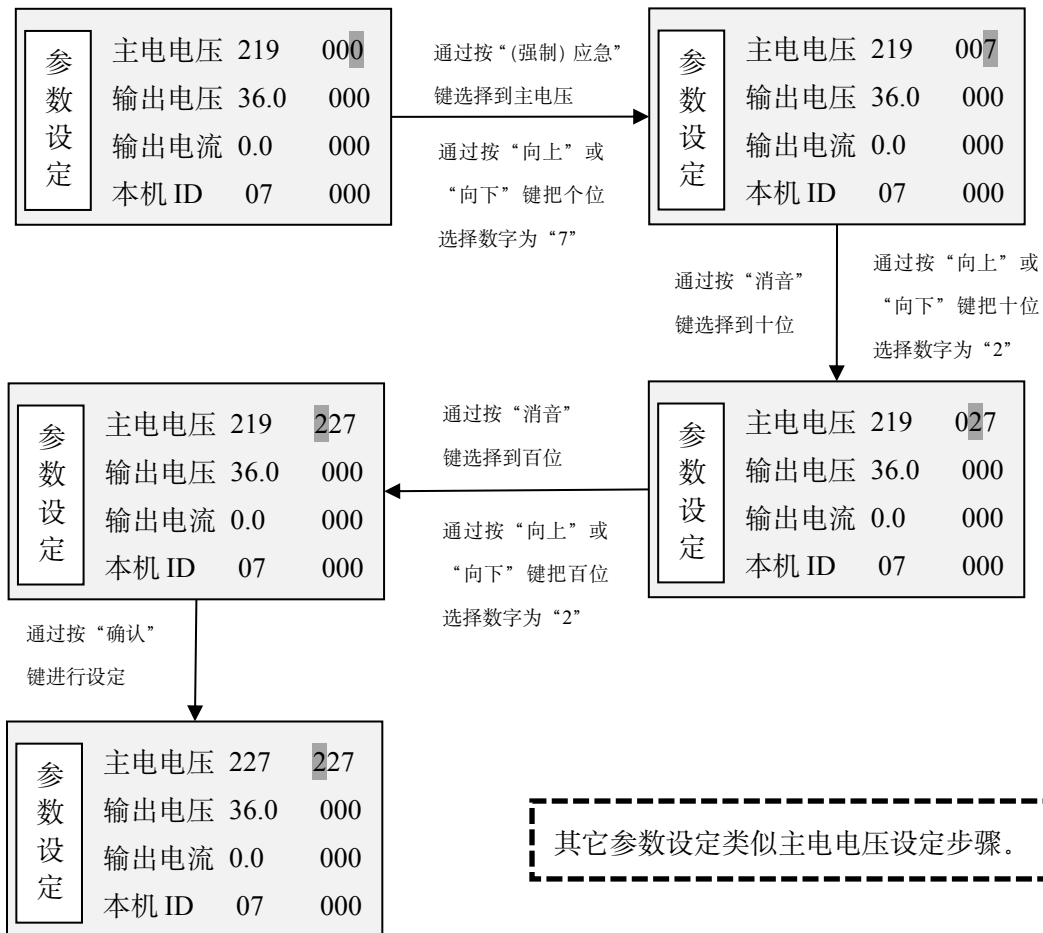 参
数
设
定
主电电压 219 000
输出电压 36.0 000
输出电流 0.0 000
本机 ID 07 000
通过按“(强制) 应急”
键选择到主电压
通过按“向上”或
“向下”键把个位
选择数字为“7”
参
数
设
定
主电电压 219 007
输出电压 36.0 000
输出电流 0.0 000
本机 ID 07 000
通过按“消音”
键选择到十位
通过按“向上”或
“向下”键把十位
选择数字为“2”
参
数
设
定
主电电压 219 027
输出电压 36.0 000
输出电流 0.0 000
本机 ID 07 000
通过按“消音”
键选择到百位
通过按“向上”或
“向下”键把百位
选择数字为“2”
参
数
设
定
主电电压 219 227
输出电压 36.0 000
输出电流 0.0 000
本机 ID 07 000
通过按“确认”
键进行设定
参
数
设
定
主电电压 227 227
输出电压 36.0 000
输出电流 0.0 000
本机 ID 07 000
其它参数设定类似主电电压设定步骤。